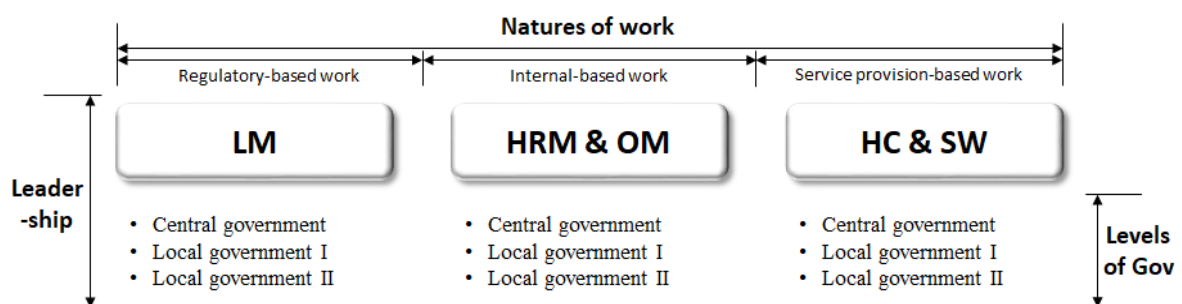 Natures of work
Regulatory-based work
Internal-based work
Service provision-based work
LM
HRM & OM
HC & SW
Leader
-ship
• Central government
• Local government I
• Local government II
• Central government
• Local government I
• Local government II
• Central government
• Local government I
• Local government II
Levels
of Gov